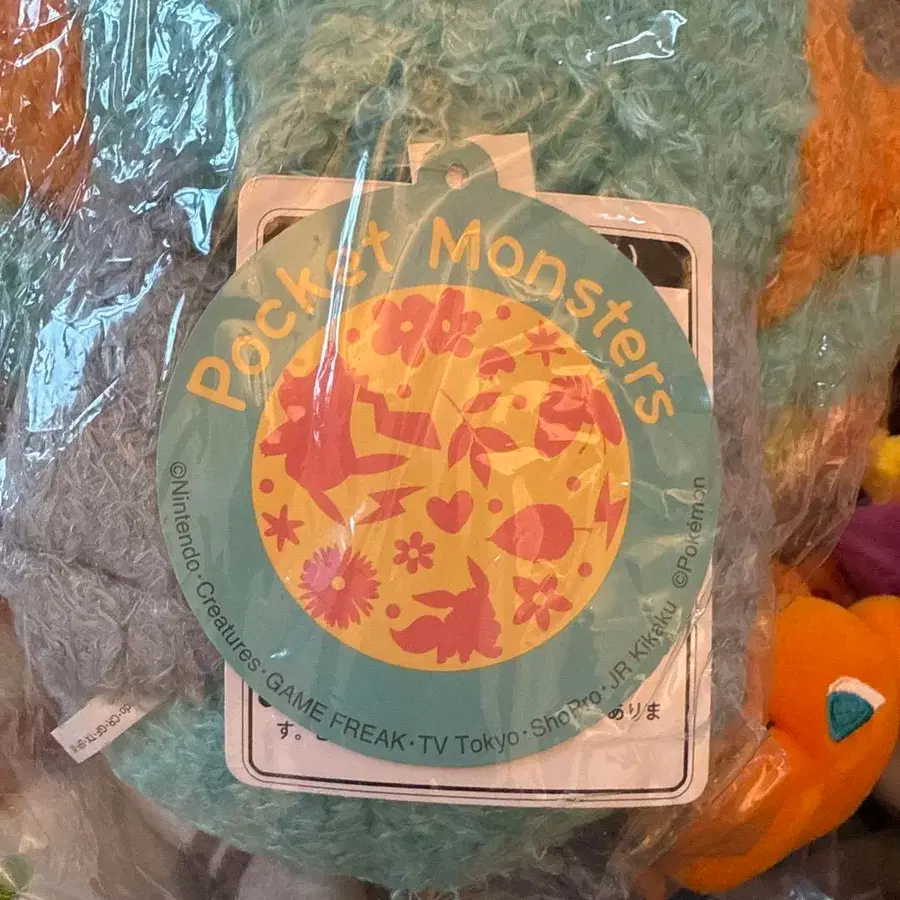 Pocket Monsters
©Nintendo・Creatures・GAME FREAK・TV Tokyo・ShoPro・JR Kikaku ©Pokémon
ありま
す。